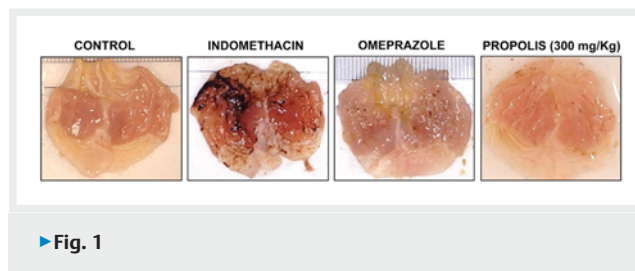 CONTROL INDOMETHACIN OMEPRAZOLE PROPOLIS (300 mg/Kg)
▶Fig. 1